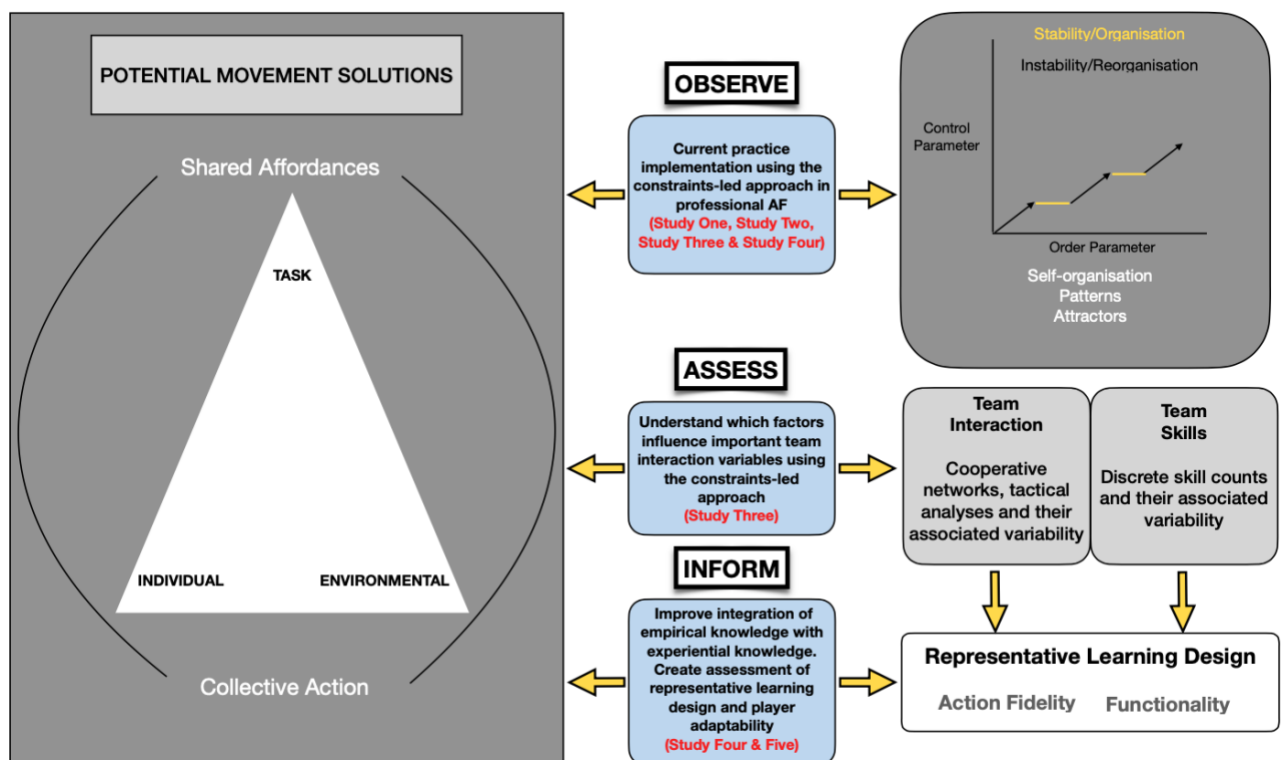 POTENTIAL MOVEMENT SOLUTIONS
Shared Affordances
TASK
INDIVIDUAL
ENVIRONMENTAL
Collective Action
OBSERVE
Current practice
implementation using the
constraints-led approach in
professional AF
(Study One, Study Two,
Study Three & Study Four)
ASSESS
Understand which factors
influence important team
interaction variables using
the constraints-led
approach
(Study Three)
INFORM
Improve integration of
empirical knowledge with
experiential knowledge.
Create assessment of
representative learning
design and player
adaptability
(Study Four & Five)
Stability/Organisation
Instability/Reorganisation
Control
Parameter
Order Parameter
Self-organisation
Patterns
Attractors
Team
Interaction
Cooperative
networks, tactical
analyses and their
associated variability
Team
Skills
Discrete skill counts
and their associated
variability
Representative Learning Design
Action Fidelity
Functionality